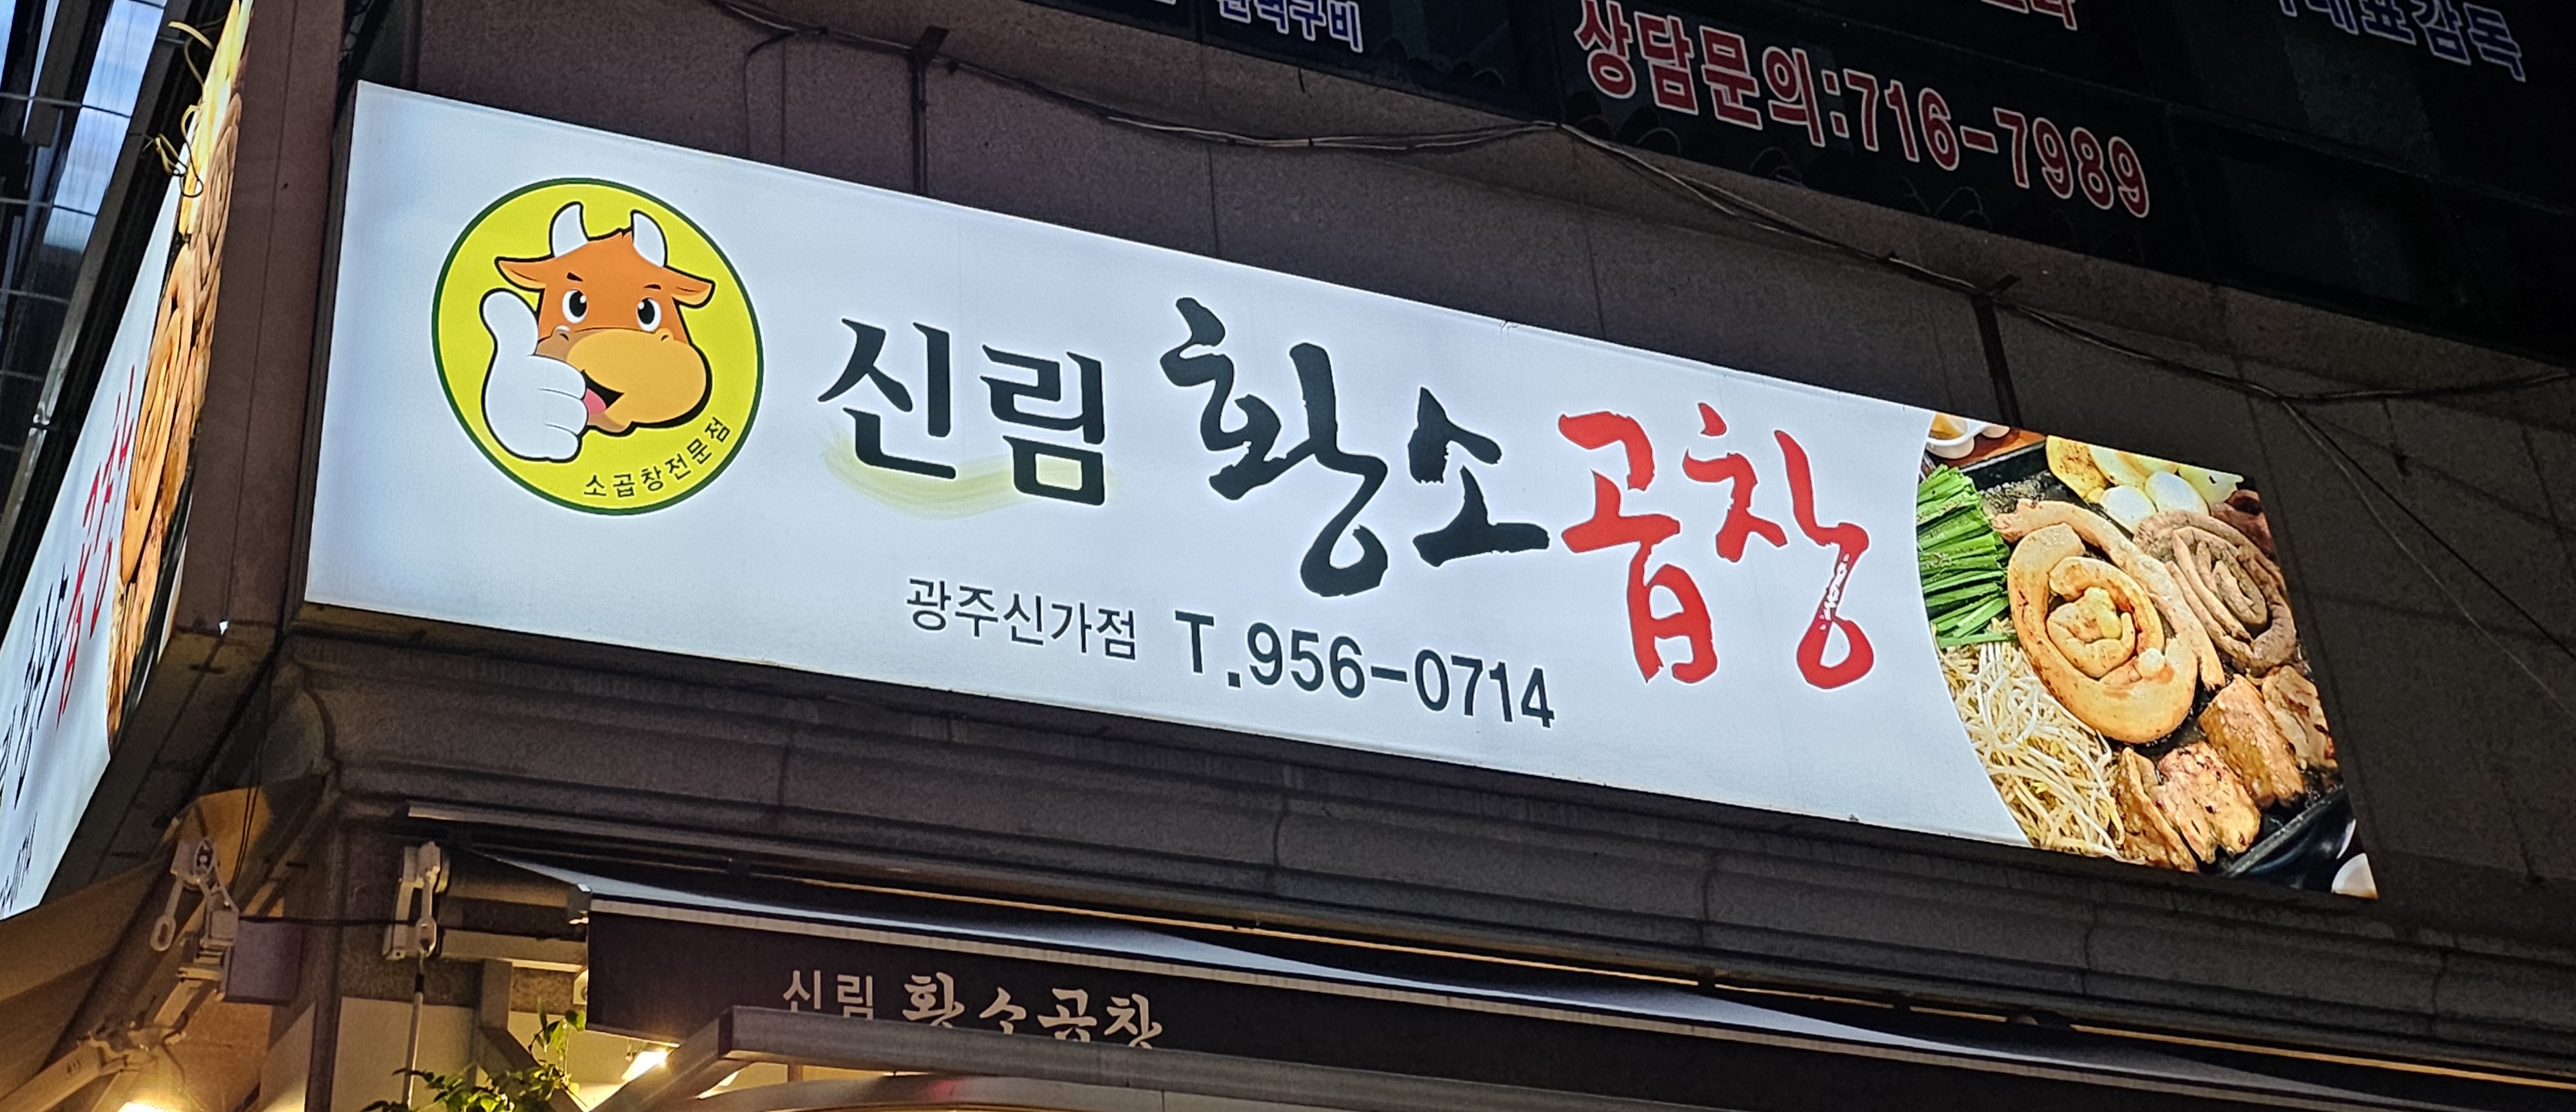 상담문의:716-7989
소곱창전문점
신림 황소곱창
광주신가점 T.956-0714
신림 황소곱창